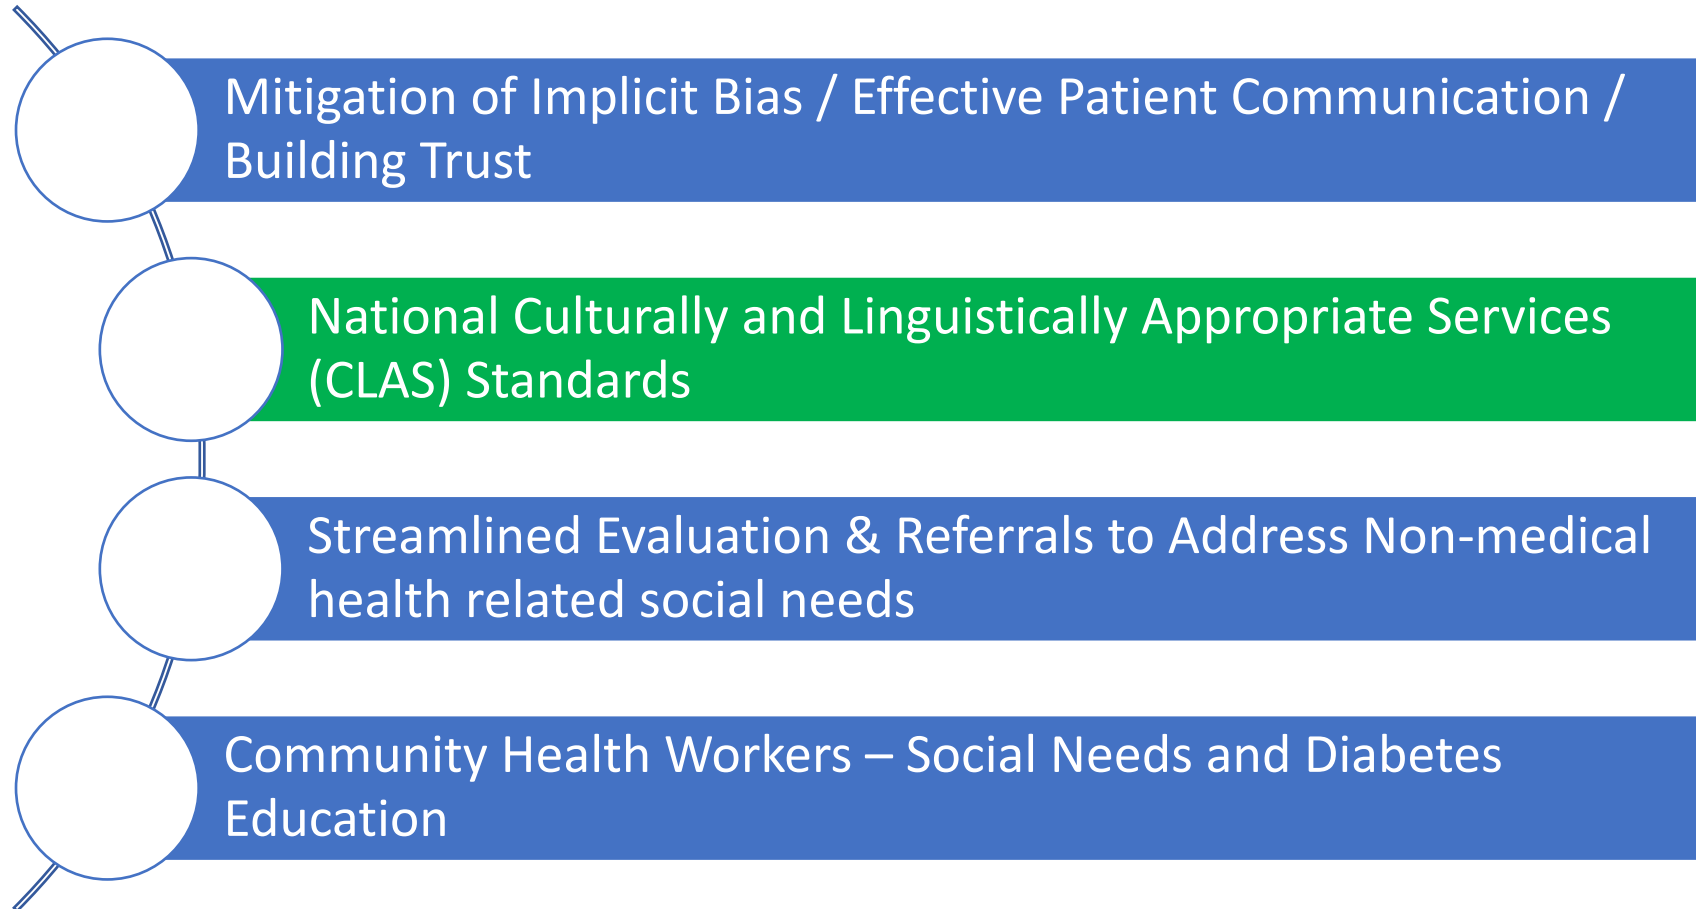 Mitigation of Implicit Bias / Effective Patient Communication /
Building Trust
National Culturally and Linguistically Appropriate Services
(CLAS) Standards
Streamlined Evaluation & Referrals to Address Non-medical
health related social needs
Community Health Workers – Social Needs and Diabetes
Education